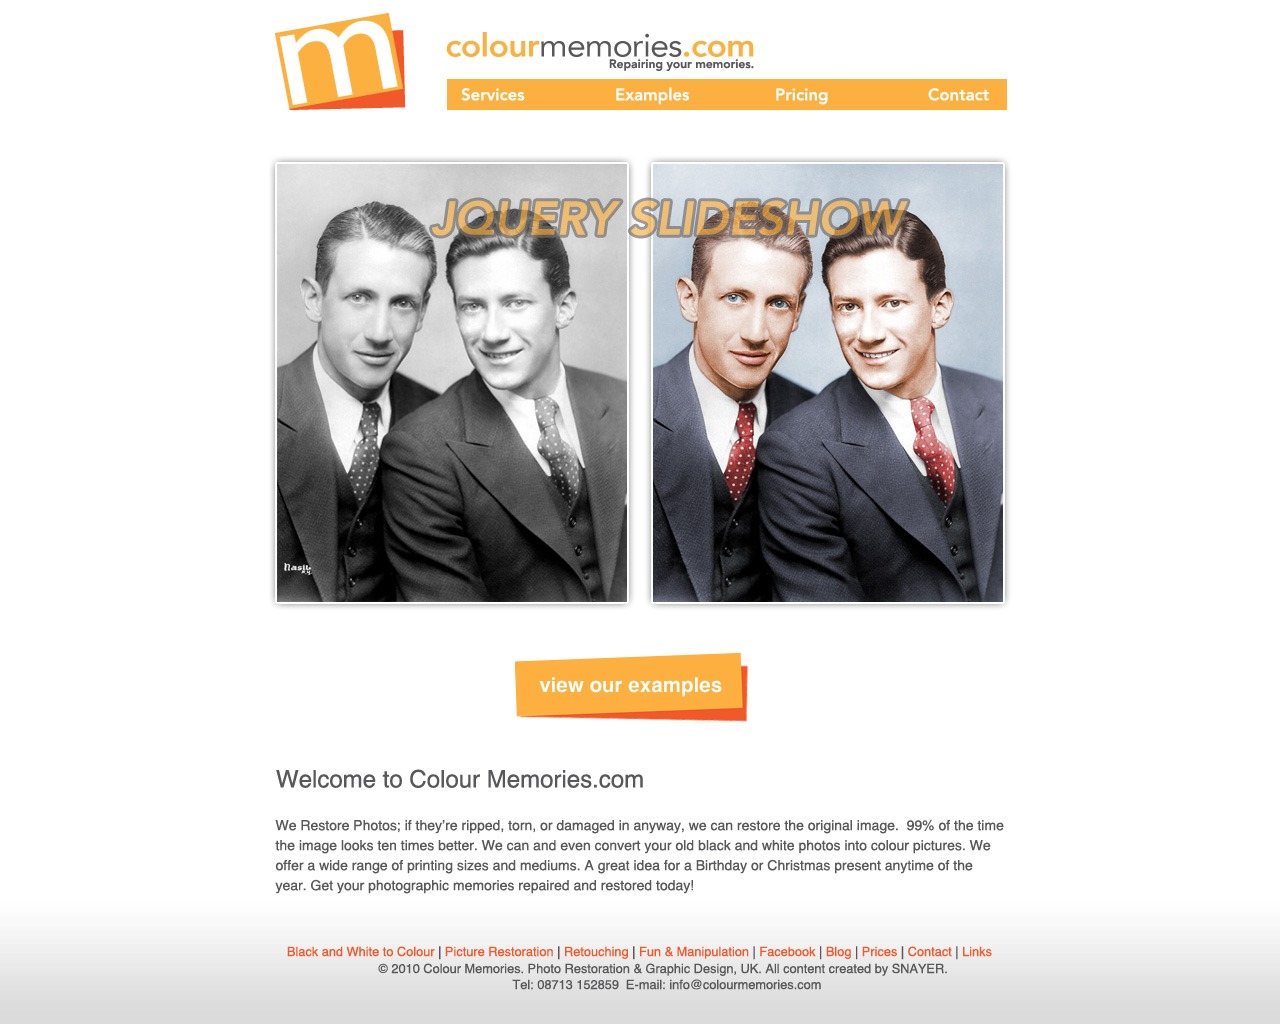 m
colourmemories.com
Repairing your memories.
Services Examples Pricing Contact
JQUERY SLIDESHOW
view our examples
Welcome to Colour Memories.com
We Restore Photos; if they're ripped, torn, or damaged in anyway, we can restore the original image.  99% of the time
the image looks ten times better. We can and even convert your old black and white photos into colour pictures. We
offer a wide range of printing sizes and mediums. A great idea for a Birthday or Christmas present anytime of the
year. Get your photographic memories repaired and restored today!
Black and White to Colour | Picture Restoration | Retouching | Fun & Manipulation | Facebook | Blog | Prices | Contact | Links
© 2010 Colour Memories. Photo Restoration & Graphic Design, UK. All content created by SNAYER.
Tel: 08713 152859  E-mail: info@colourmemories.com